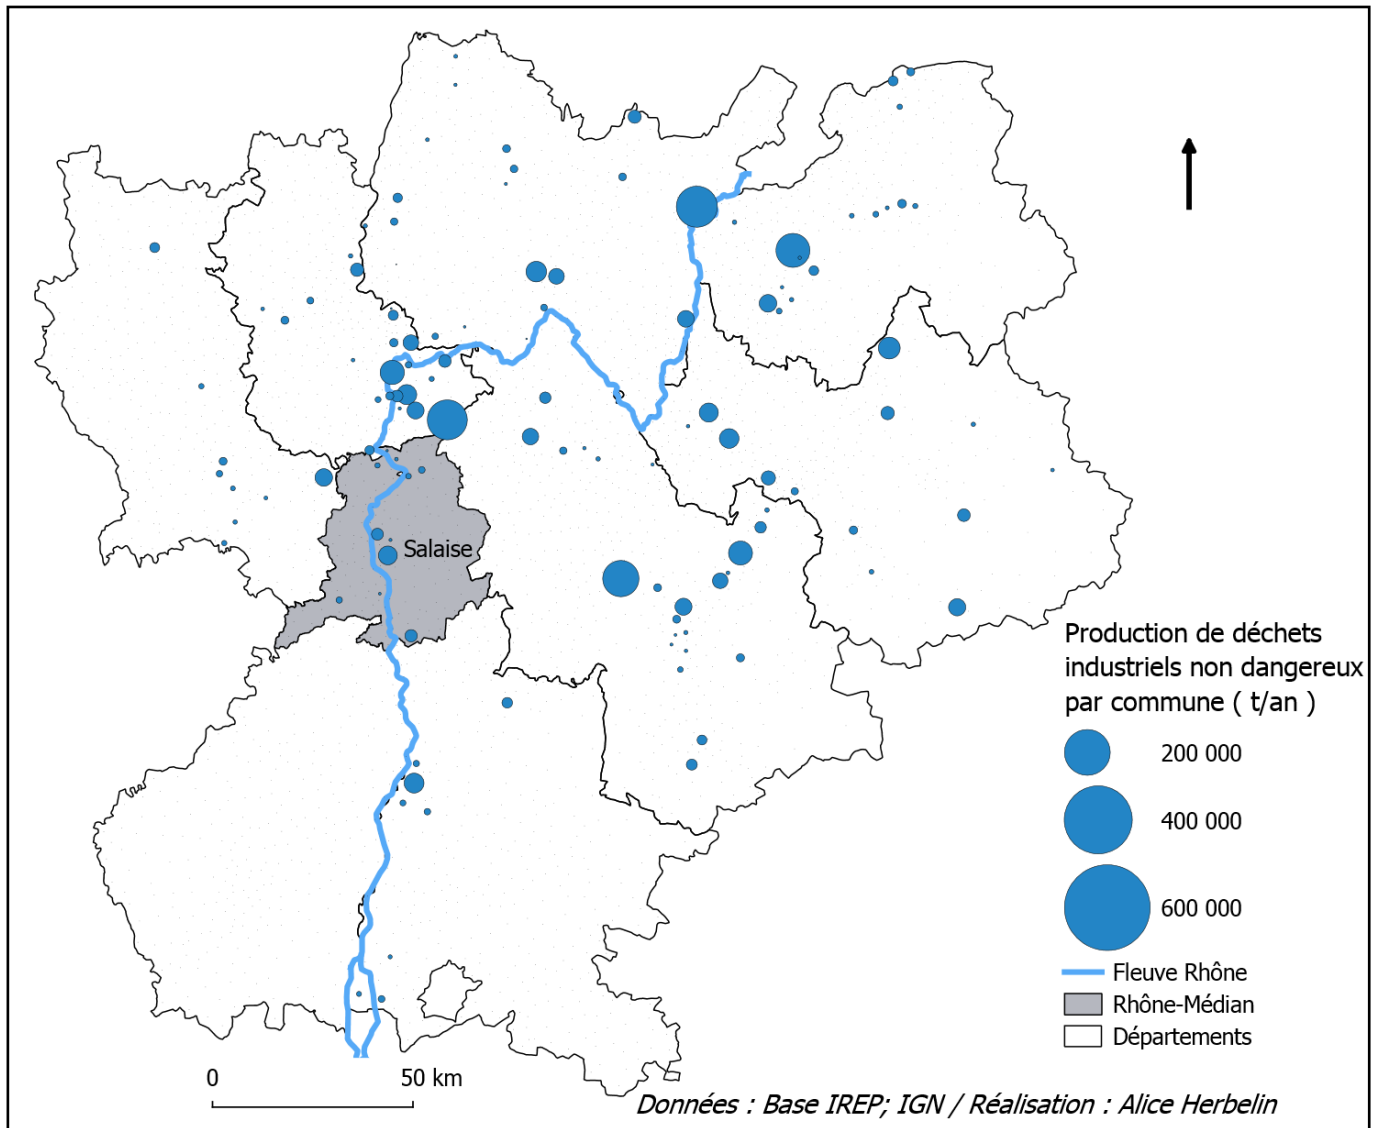 Salaise
Production de déchets
industriels non dangereux
par commune ( t/an )
200 000
400 000
600 000
Fleuve Rhône
Rhône-Médian
Départements
0 50 km
Données : Base IREP; IGN / Réalisation : Alice Herbelin